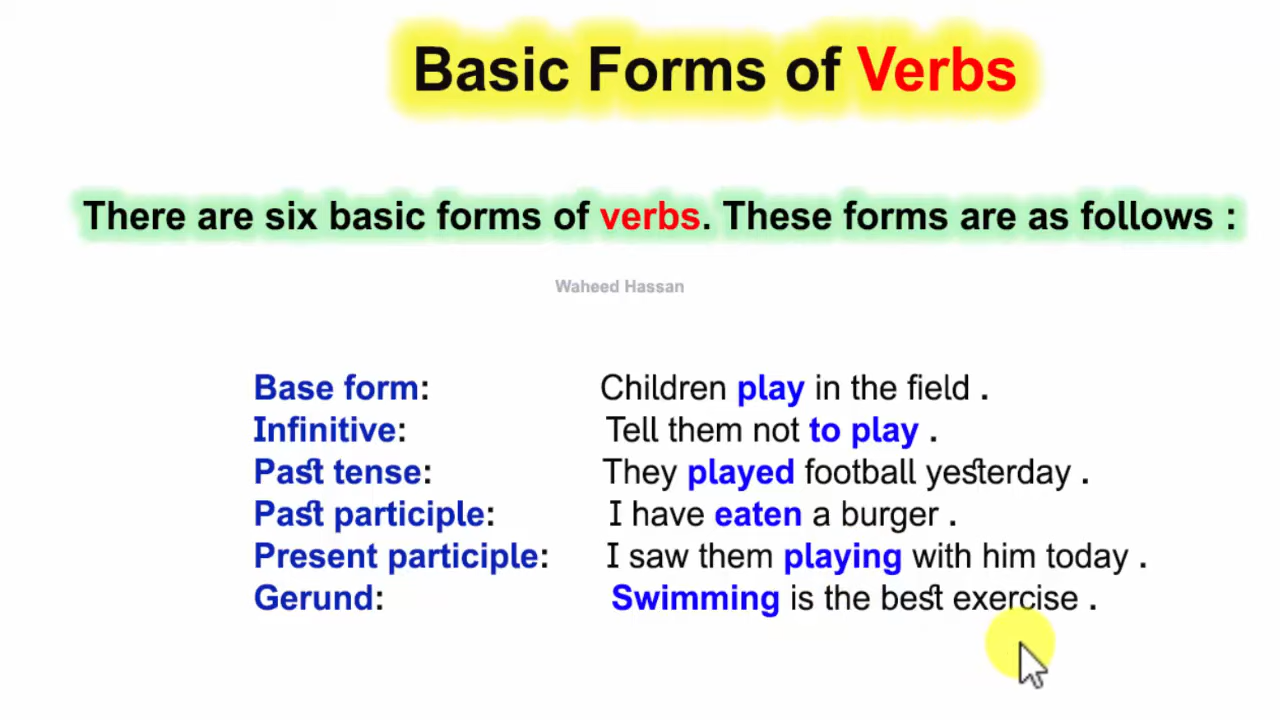 Basic Forms of Verbs
There are six basic forms of verbs. These forms are as follows :
Waheed Hassan
Base form: Children play in the field .
Infinitive: Tell them not to play .
Past tense: They played football yesterday .
Past participle: I have eaten a burger .
Present participle: I saw them playing with him today .
Gerund: Swimming is the best exercise .